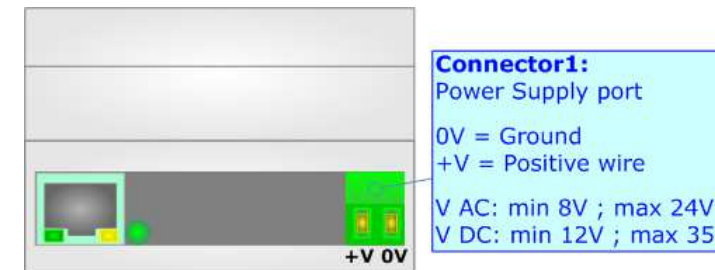 Connector1:
Power Supply port
0V = Ground
+V = Positive wire
V AC: min 8V ; max 24V
V DC: min 12V ; max 35
+V 0V